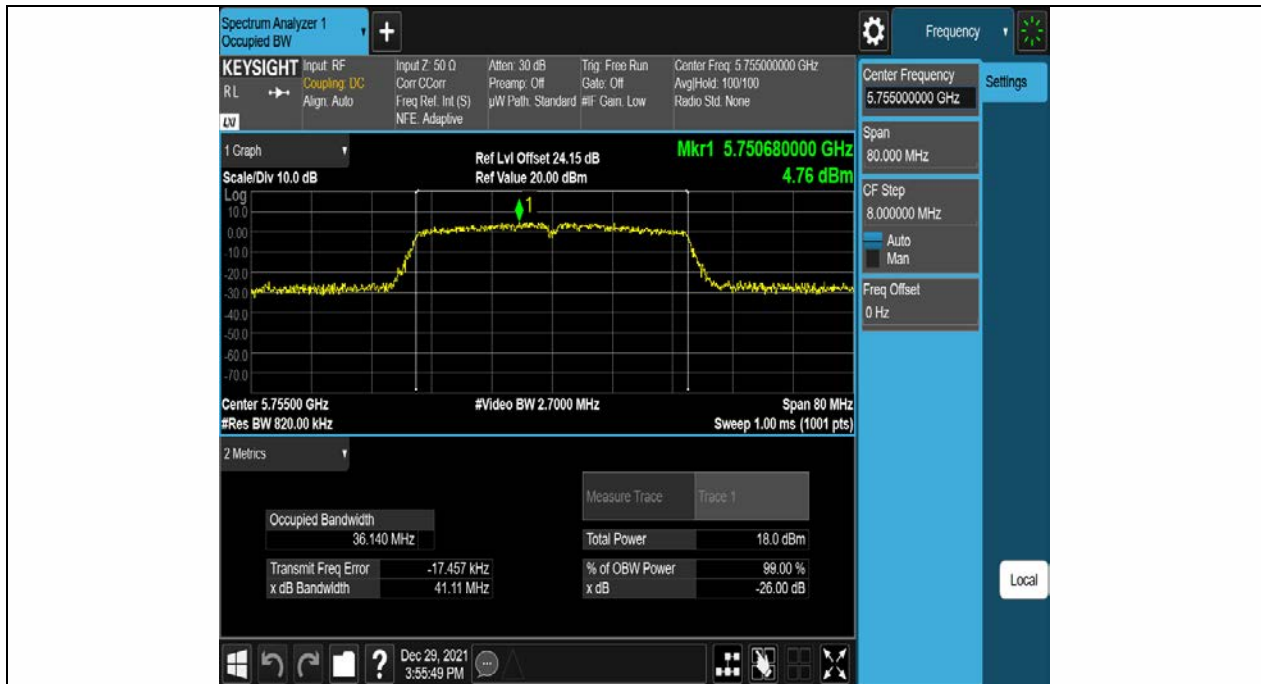 Spectrum Analyzer 1
Occupied BW
+
Frequency
KEYSIGHT
RL
LXI
Input: RF
Coupling: DC
Align: Auto
Input Z: 50 Ω
Corr CCorr
Freq Ref: Int (S)
NFE: Adaptive
Atten: 30 dB
Preamp: Off
µW Path: Standard
Trig: Free Run
Gate: Off
#IF Gain: Low
Center Freq: 5.755000000 GHz
Avg|Hold: 100/100
Radio Std: None
Center Frequency
5.755000000 GHz
Settings
Span
80.000 MHz
CF Step
8.000000 MHz
Auto
Man
Freq Offset
0 Hz
1 Graph
Scale/Div 10.0 dB
Ref Lvl Offset 24.15 dB
Ref Value 20.00 dBm
Mkr1 5.750680000 GHz
4.76 dBm
Log
10.0
0.00
-10.0
-20.0
-30.0
-40.0
-50.0
-60.0
-70.0
1
Center 5.75500 GHz
#Res BW 820.00 kHz
#Video BW 2.7000 MHz
Span 80 MHz
Sweep 1.00 ms (1001 pts)
2 Metrics
Measure Trace Trace 1
Occupied Bandwidth
36.140 MHz
Total Power 18.0 dBm
Transmit Freq Error -17.457 kHz
% of OBW Power 99.00 %
x dB Bandwidth 41.11 MHz
x dB -26.00 dB
Local
?
Dec 29, 2021
3:55:49 PM